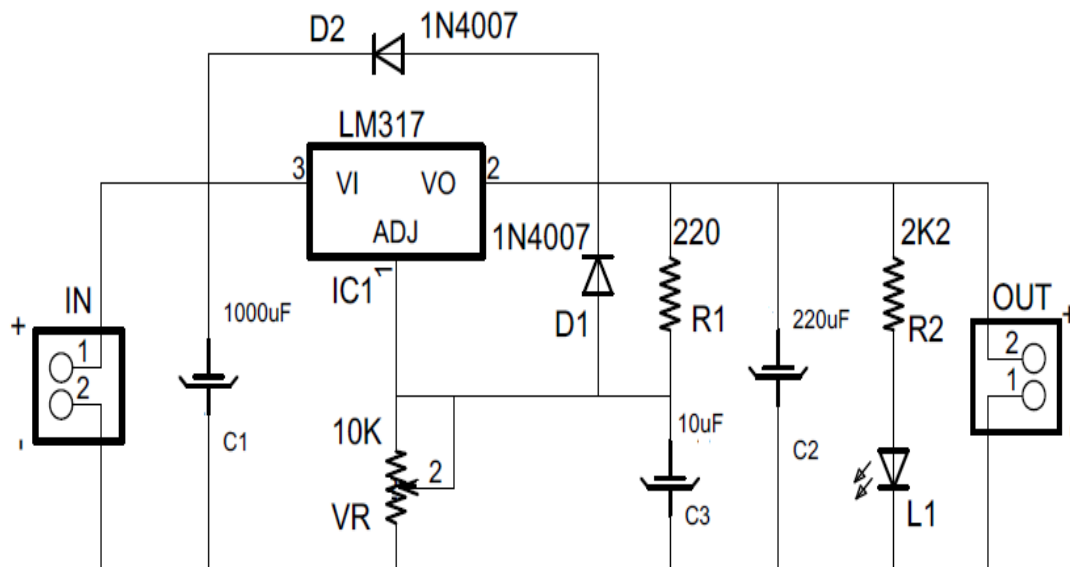 D2
1N4007
LM317
3
VI
VO
2
ADJ
1N4007
220
2K2
1
IC1
IN
1000uF
D1
R1
220uF
R2
OUT
+
+
1
2
2
1
-
C1
10K
2
10uF
C2
VR
C3
L1